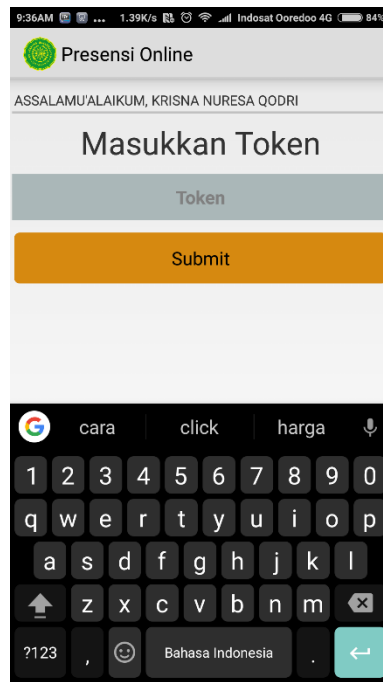 9:36AM ... 1.39K/s Indosat Ooredoo 4G 84%
Presensi Online
ASSALAMU'ALAIKUM, KRISNA NURESA QODRI
Masukkan Token
Token
Submit
G cara click harga
1 2 3 4 5 6 7 8 9 0
q w e r t y u i o p
a s d f g h j k l
z x c v b n m
?123 , Bahasa Indonesia .